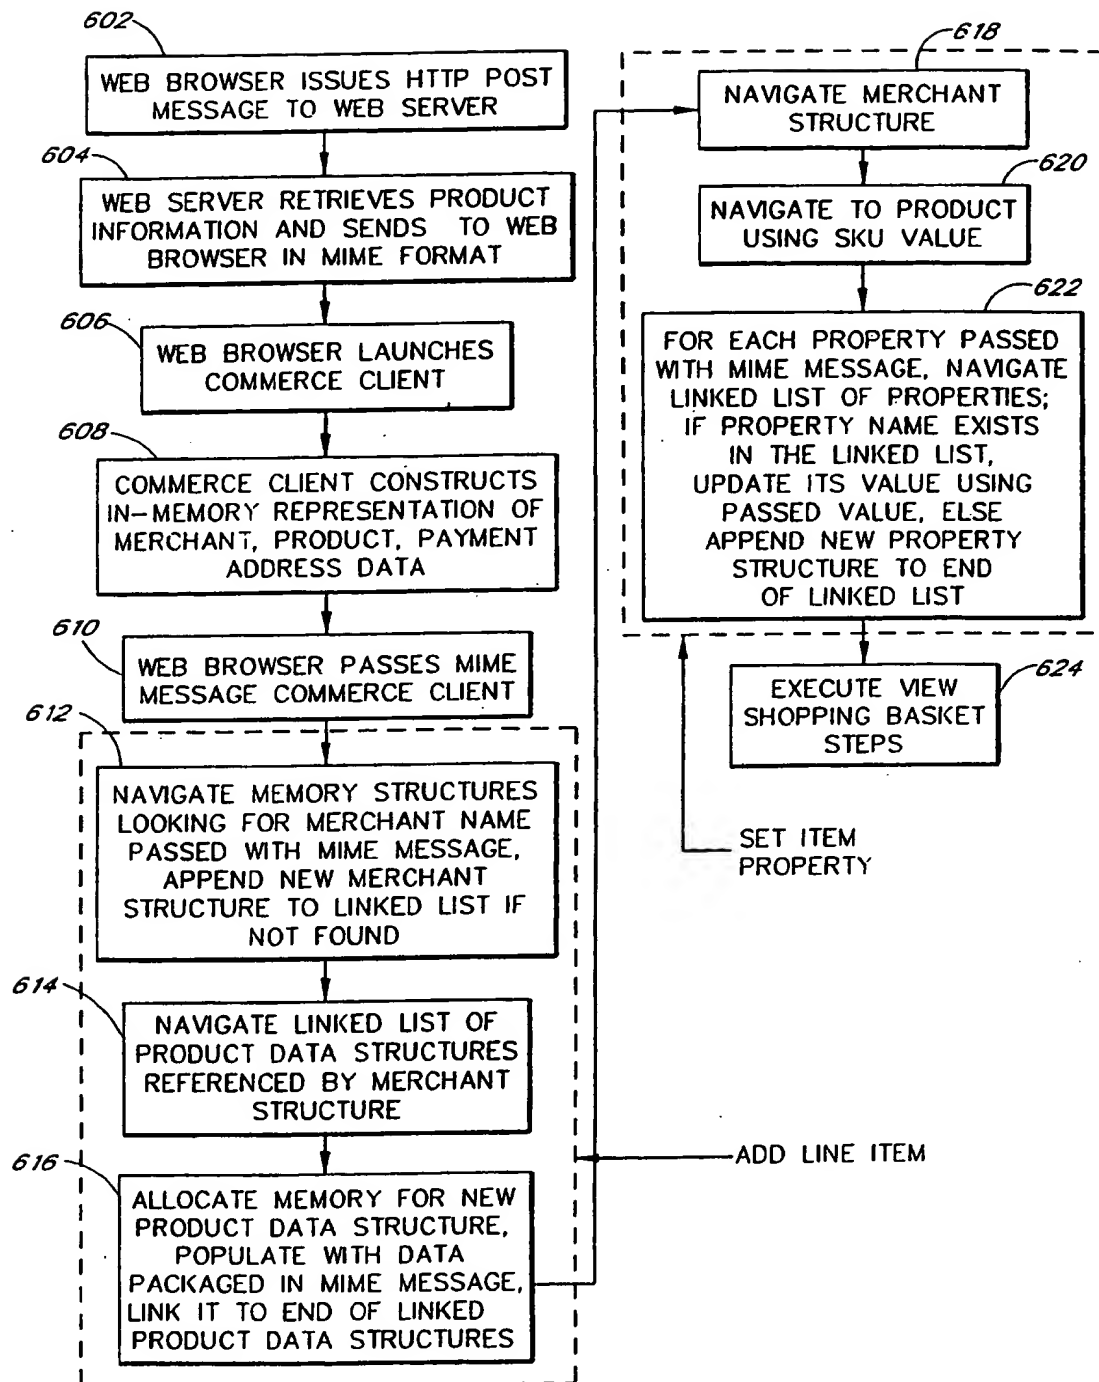 602
WEB BROWSER ISSUES HTTP POST
MESSAGE TO WEB SERVER
604
WEB SERVER RETRIEVES PRODUCT
INFORMATION AND SENDS TO WEB
BROWSER IN MIME FORMAT
606
WEB BROWSER LAUNCHES
COMMERCE CLIENT
608
COMMERCE CLIENT CONSTRUCTS
IN-MEMORY REPRESENTATION OF
MERCHANT, PRODUCT, PAYMENT
ADDRESS DATA
610
WEB BROWSER PASSES MIME
MESSAGE COMMERCE CLIENT
612
NAVIGATE MEMORY STRUCTURES
LOOKING FOR MERCHANT NAME
PASSED WITH MIME MESSAGE,
APPEND NEW MERCHANT
STRUCTURE TO LINKED LIST IF
NOT FOUND
614
NAVIGATE LINKED LIST OF
PRODUCT DATA STRUCTURES
REFERENCED BY MERCHANT
STRUCTURE
616
ALLOCATE MEMORY FOR NEW
PRODUCT DATA STRUCTURE,
POPULATE WITH DATA
PACKAGED IN MIME MESSAGE,
LINK IT TO END OF LINKED
PRODUCT DATA STRUCTURES
ADD LINE ITEM
618
NAVIGATE MERCHANT
STRUCTURE
620
NAVIGATE TO PRODUCT
USING SKU VALUE
622
FOR EACH PROPERTY PASSED
WITH MIME MESSAGE, NAVIGATE
LINKED LIST OF PROPERTIES;
IF PROPERTY NAME EXISTS
IN THE LINKED LIST,
UPDATE ITS VALUE USING
PASSED VALUE, ELSE
APPEND NEW PROPERTY
STRUCTURE TO END
OF LINKED LIST
624
EXECUTE VIEW
SHOPPING BASKET
STEPS
SET ITEM
PROPERTY